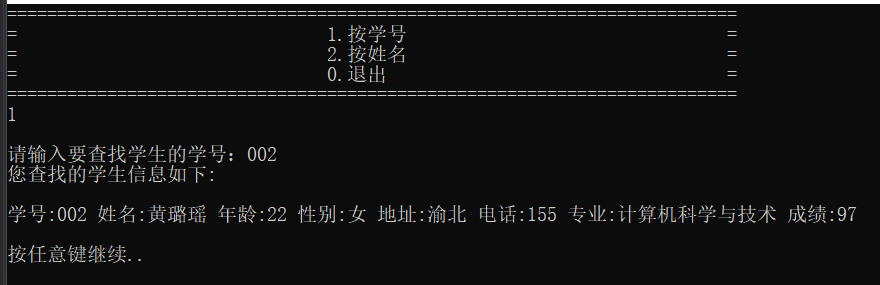 =========================================================================
=                               1.按学号                                =
=                               2.按姓名                                =
=                               0.退出                                  =
=========================================================================
1
请输入要查找学生的学号：002
您查找的学生信息如下:
学号:002 姓名:黄璐瑶 年龄:22 性别:女 地址:渝北 电话:155 专业:计算机科学与技术 成绩:97
按任意键继续..